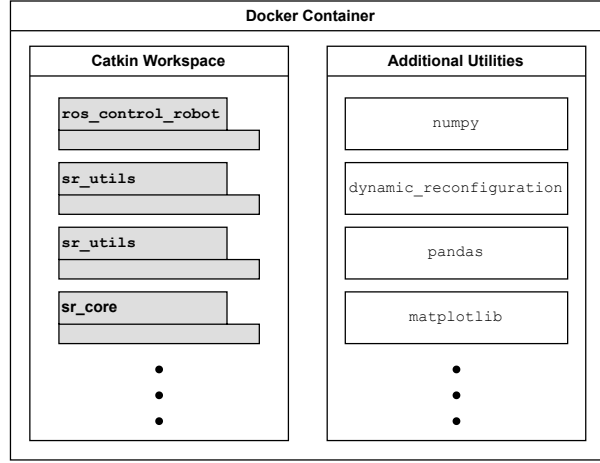 Docker Container
Catkin Workspace
ros_control_robot
sr_utils
sr_utils
sr_core
Additional Utilities
numpy
dynamic_reconfiguration
pandas
matplotlib